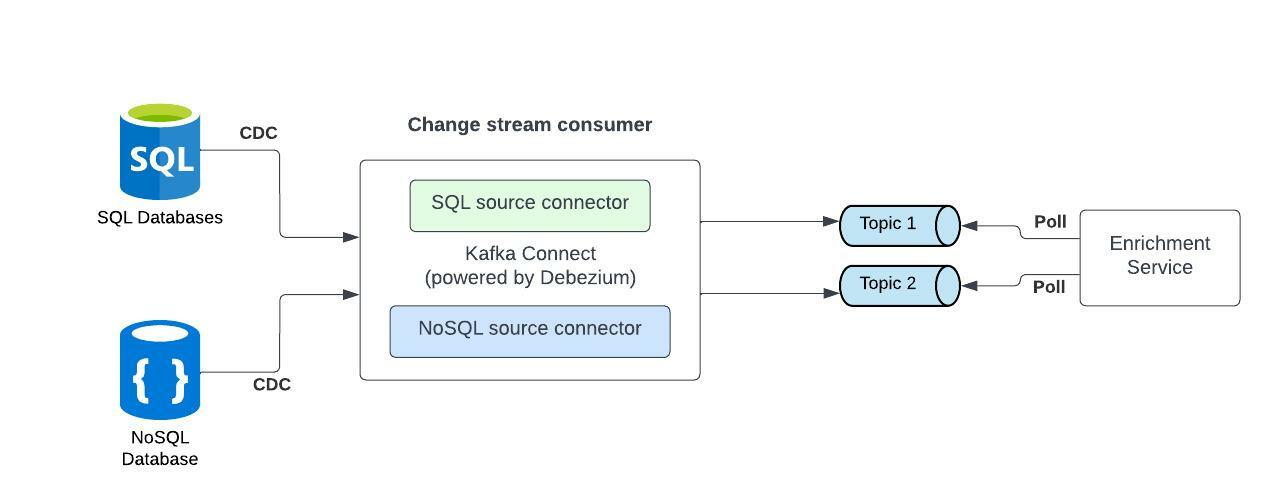 SQL
SQL Databases
CDC
Change stream consumer
SQL source connector
Kafka Connect
(powered by Debezium)
NoSQL source connector
Topic 1
Topic 2
Poll
Poll
Enrichment
Service
{ }
CDC
NoSQL
Database